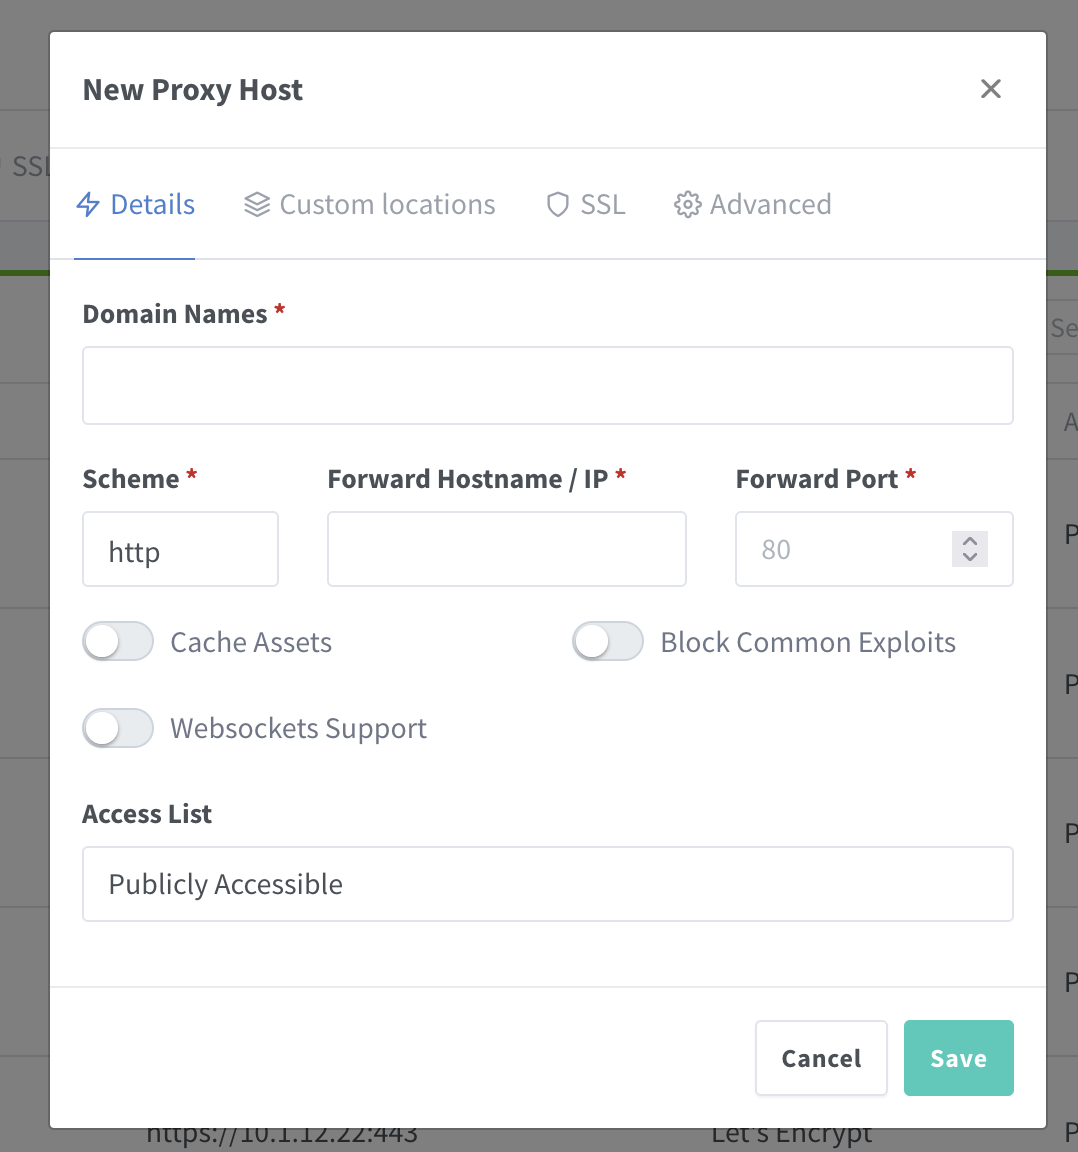 New Proxy Host
SSL
Details Custom locations SSL Advanced
Domain Names *
Se
A
Scheme * Forward Hostname / IP * Forward Port *
http 80
P
Cache Assets Block Common Exploits
P
Websockets Support
Access List
P
Publicly Accessible
P
Cancel Save
https://10.1.12.22:443 Let's Encrypt P